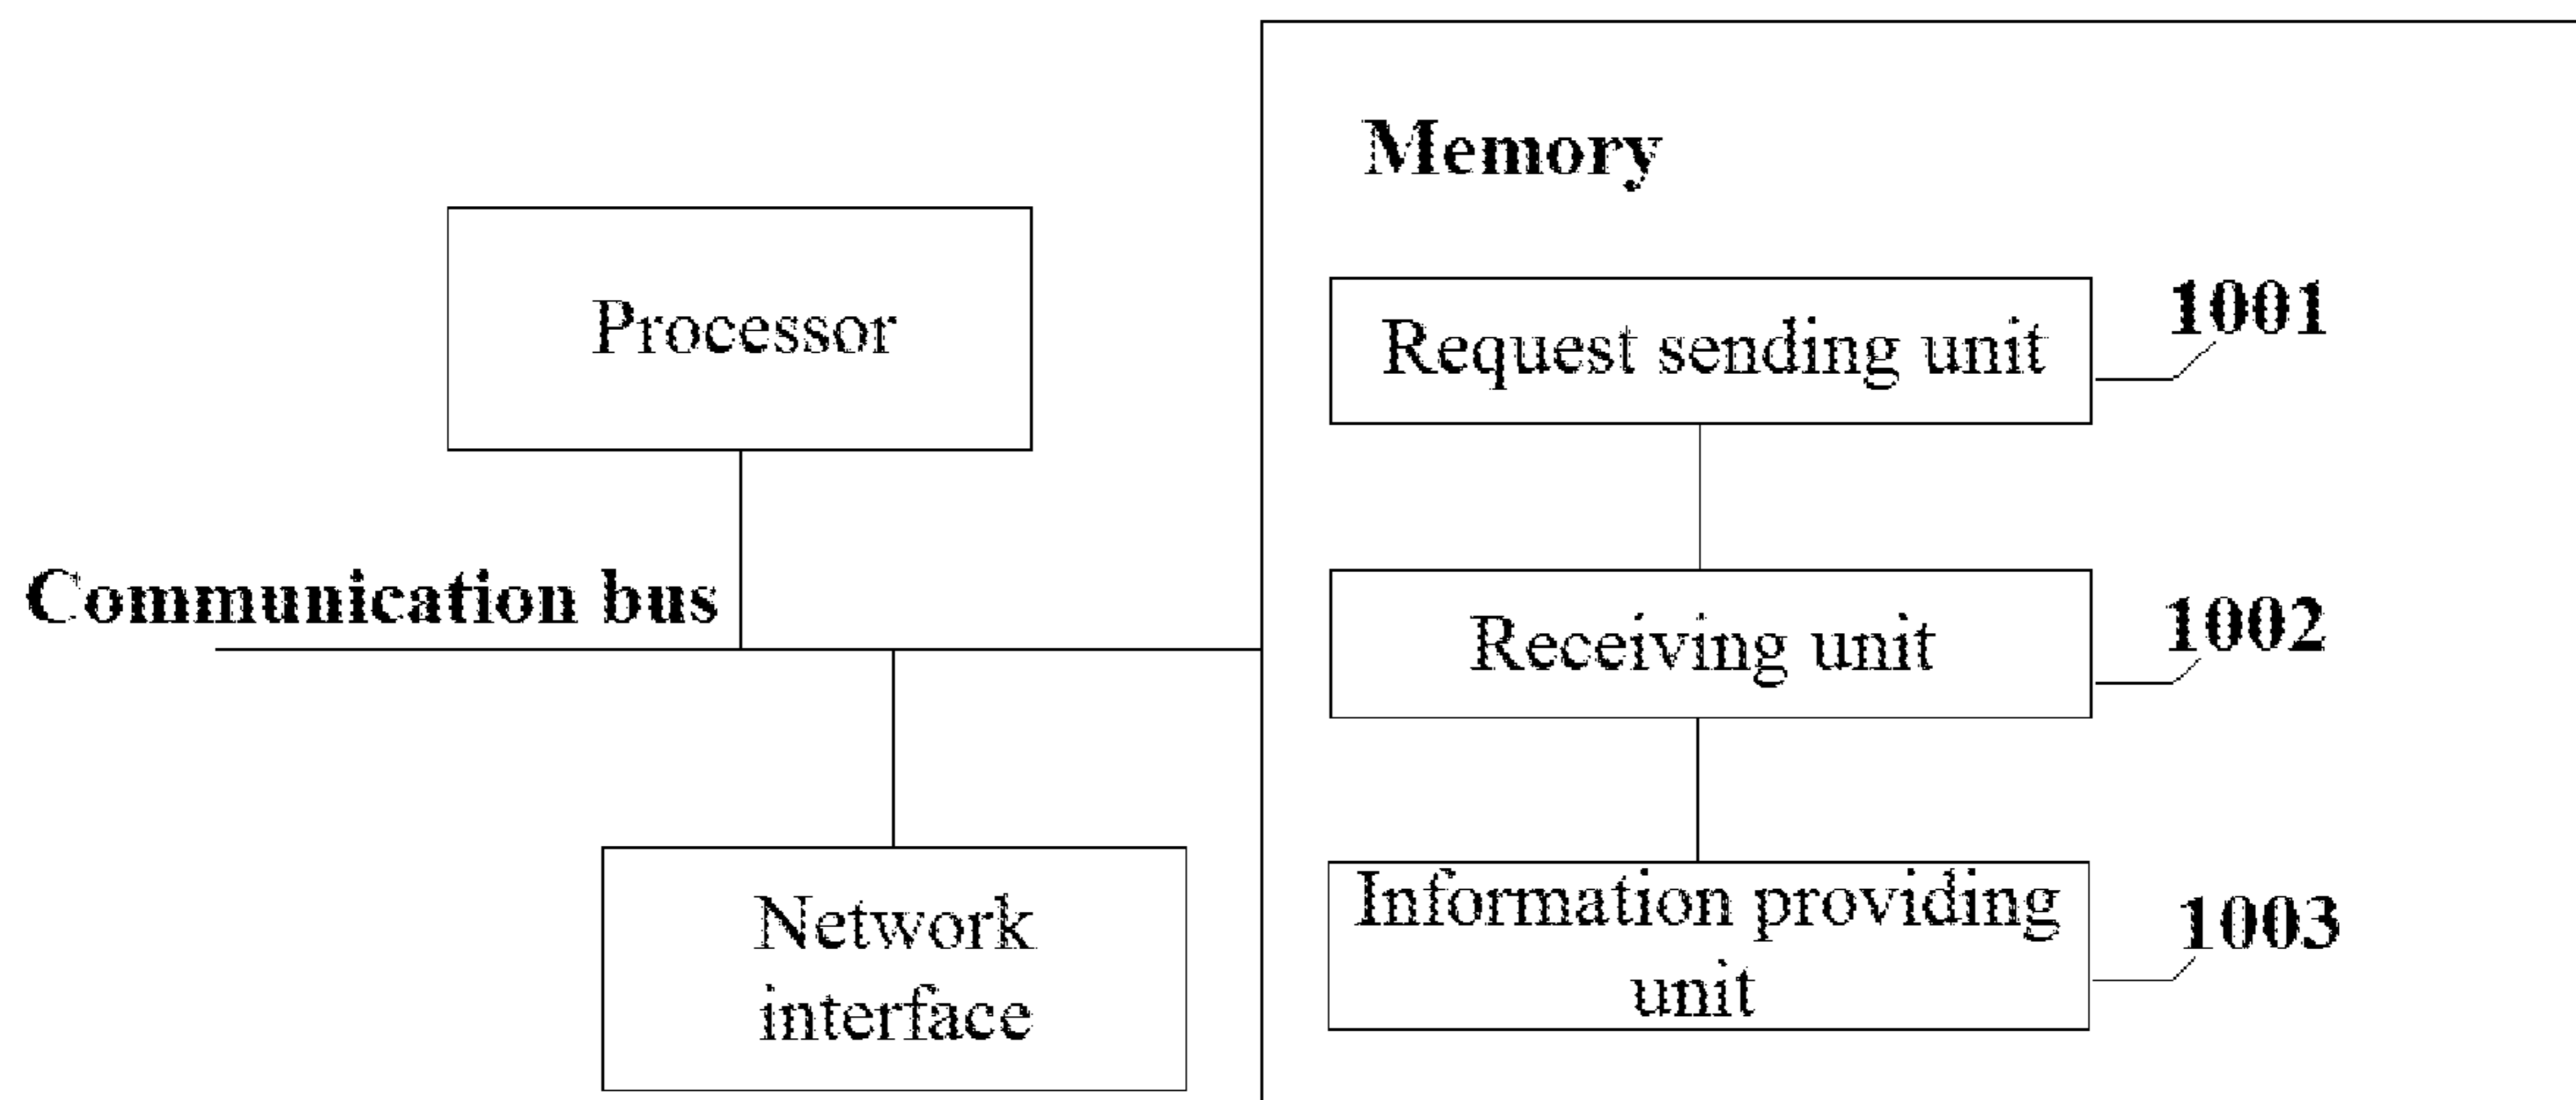 Memory
Processor
Request sending unit
1001
Communication bus
Receiving unit
1002
Network
interface
Information providing
unit
1003